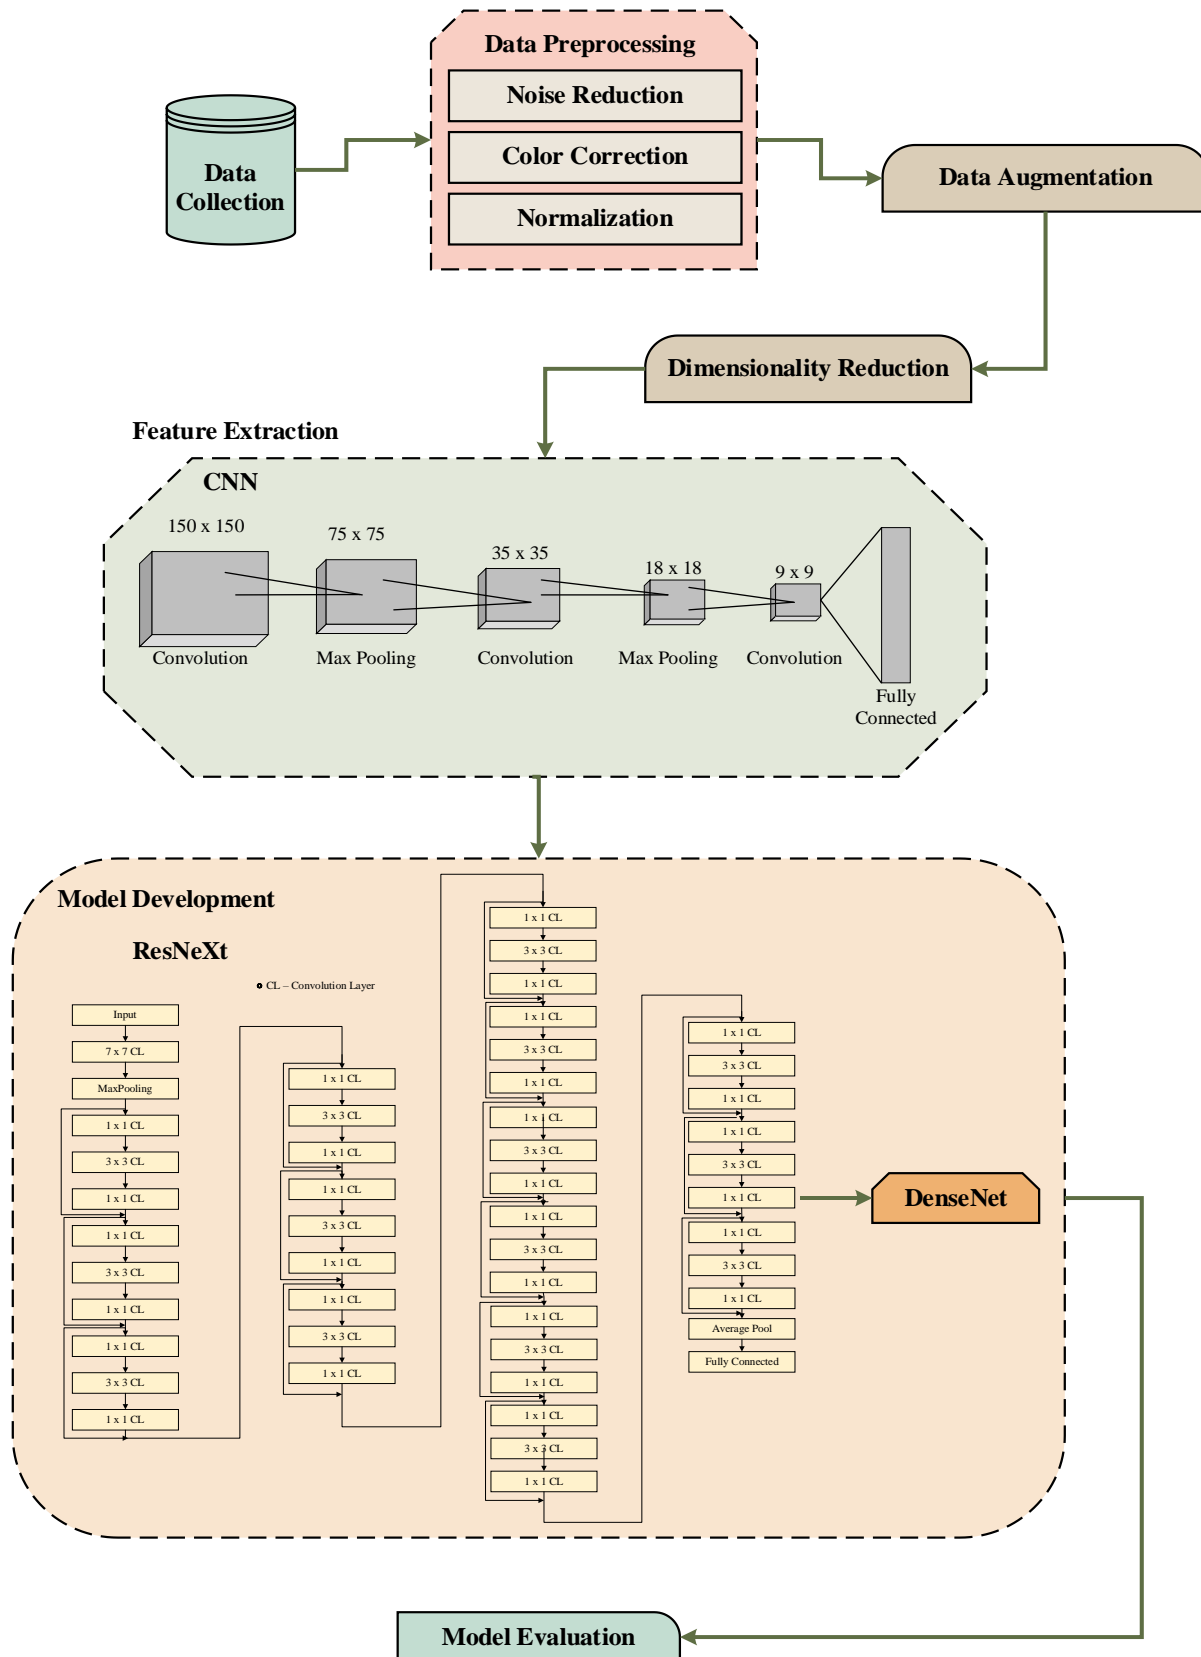 Data Preprocessing
Noise Reduction
Color Correction
Normalization
Data
Collection
Data Augmentation
Dimensionality Reduction
Feature Extraction
CNN
150 x 150
75 x 75
35 x 35
18 x 18
9 x 9
Convolution
Max Pooling
Convolution
Max Pooling
Convolution
Fully
Connected
Model Development
ResNeXt
CL – Convolution Layer
Input
7 x 7 CL
MaxPooling
1 x 1 CL
3 x 3 CL
1 x 1 CL
1 x 1 CL
3 x 3 CL
1 x 1 CL
1 x 1 CL
3 x 3 CL
1 x 1 CL
1 x 1 CL
3 x 3 CL
1 x 1 CL
1 x 1 CL
3 x 3 CL
1 x 1 CL
1 x 1 CL
3 x 3 CL
1 x 1 CL
1 x 1 CL
3 x 3 CL
1 x 1 CL
1 x 1 CL
3 x 3 CL
1 x 1 CL
1 x 1 CL
3 x 3 CL
1 x 1 CL
1 x 1 CL
3 x 3 CL
1 x 1 CL
1 x 1 CL
3 x 3 CL
1 x 1 CL
1 x 1 CL
3 x 3 CL
1 x 1 CL
1 x 1 CL
3 x 3 CL
1 x 1 CL
1 x 1 CL
3 x 3 CL
1 x 1 CL
1 x 1 CL
3 x 3 CL
1 x 1 CL
Average Pool
Fully Connected
DenseNet
Model Evaluation